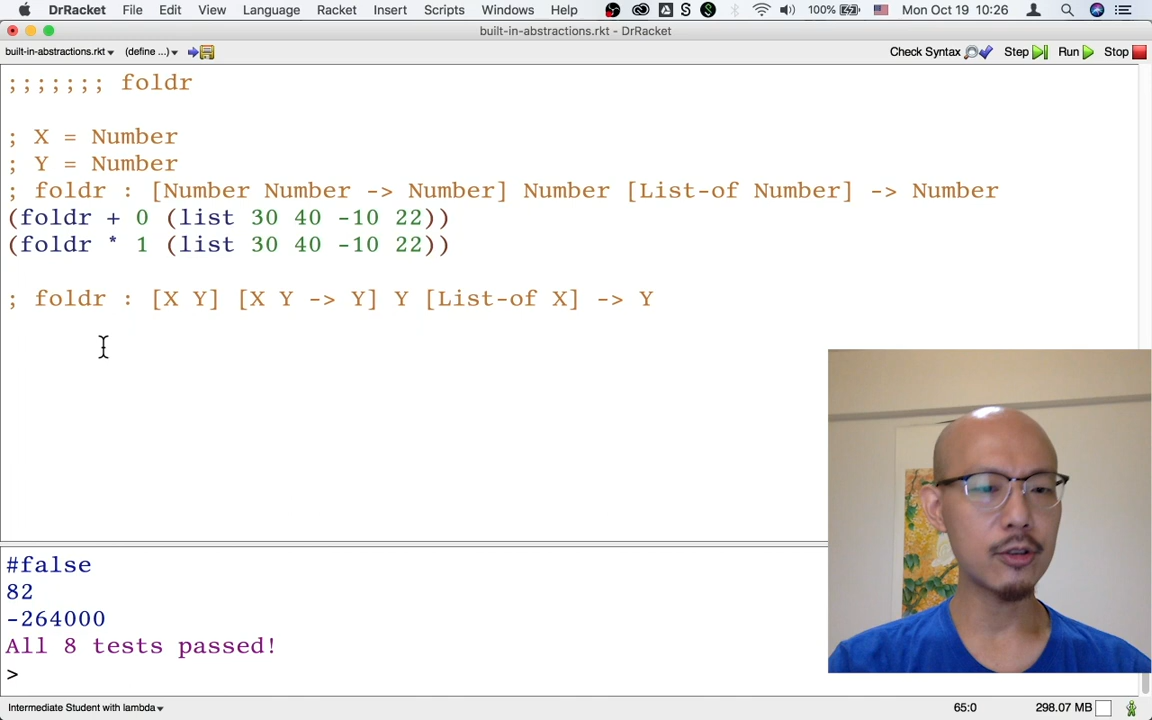 DrRacket File Edit View Language Racket Insert Scripts Windows Help 100% Mon Oct 19 10:26
built-in-abstractions.rkt - DrRacket
built-in-abstractions.rkt (define ...) Check Syntax Step Run Stop
;;;;;;; foldr
; X = Number
; Y = Number
; foldr : [Number Number -> Number] Number [List-of Number] -> Number
(foldr + 0 (list 30 40 -10 22))
(foldr * 1 (list 30 40 -10 22))
; foldr : [X Y] [X Y -> Y] Y [List-of X] -> Y
#false
82
-264000
All 8 tests passed!
>
Intermediate Student with lambda 65:0 298.07 MB